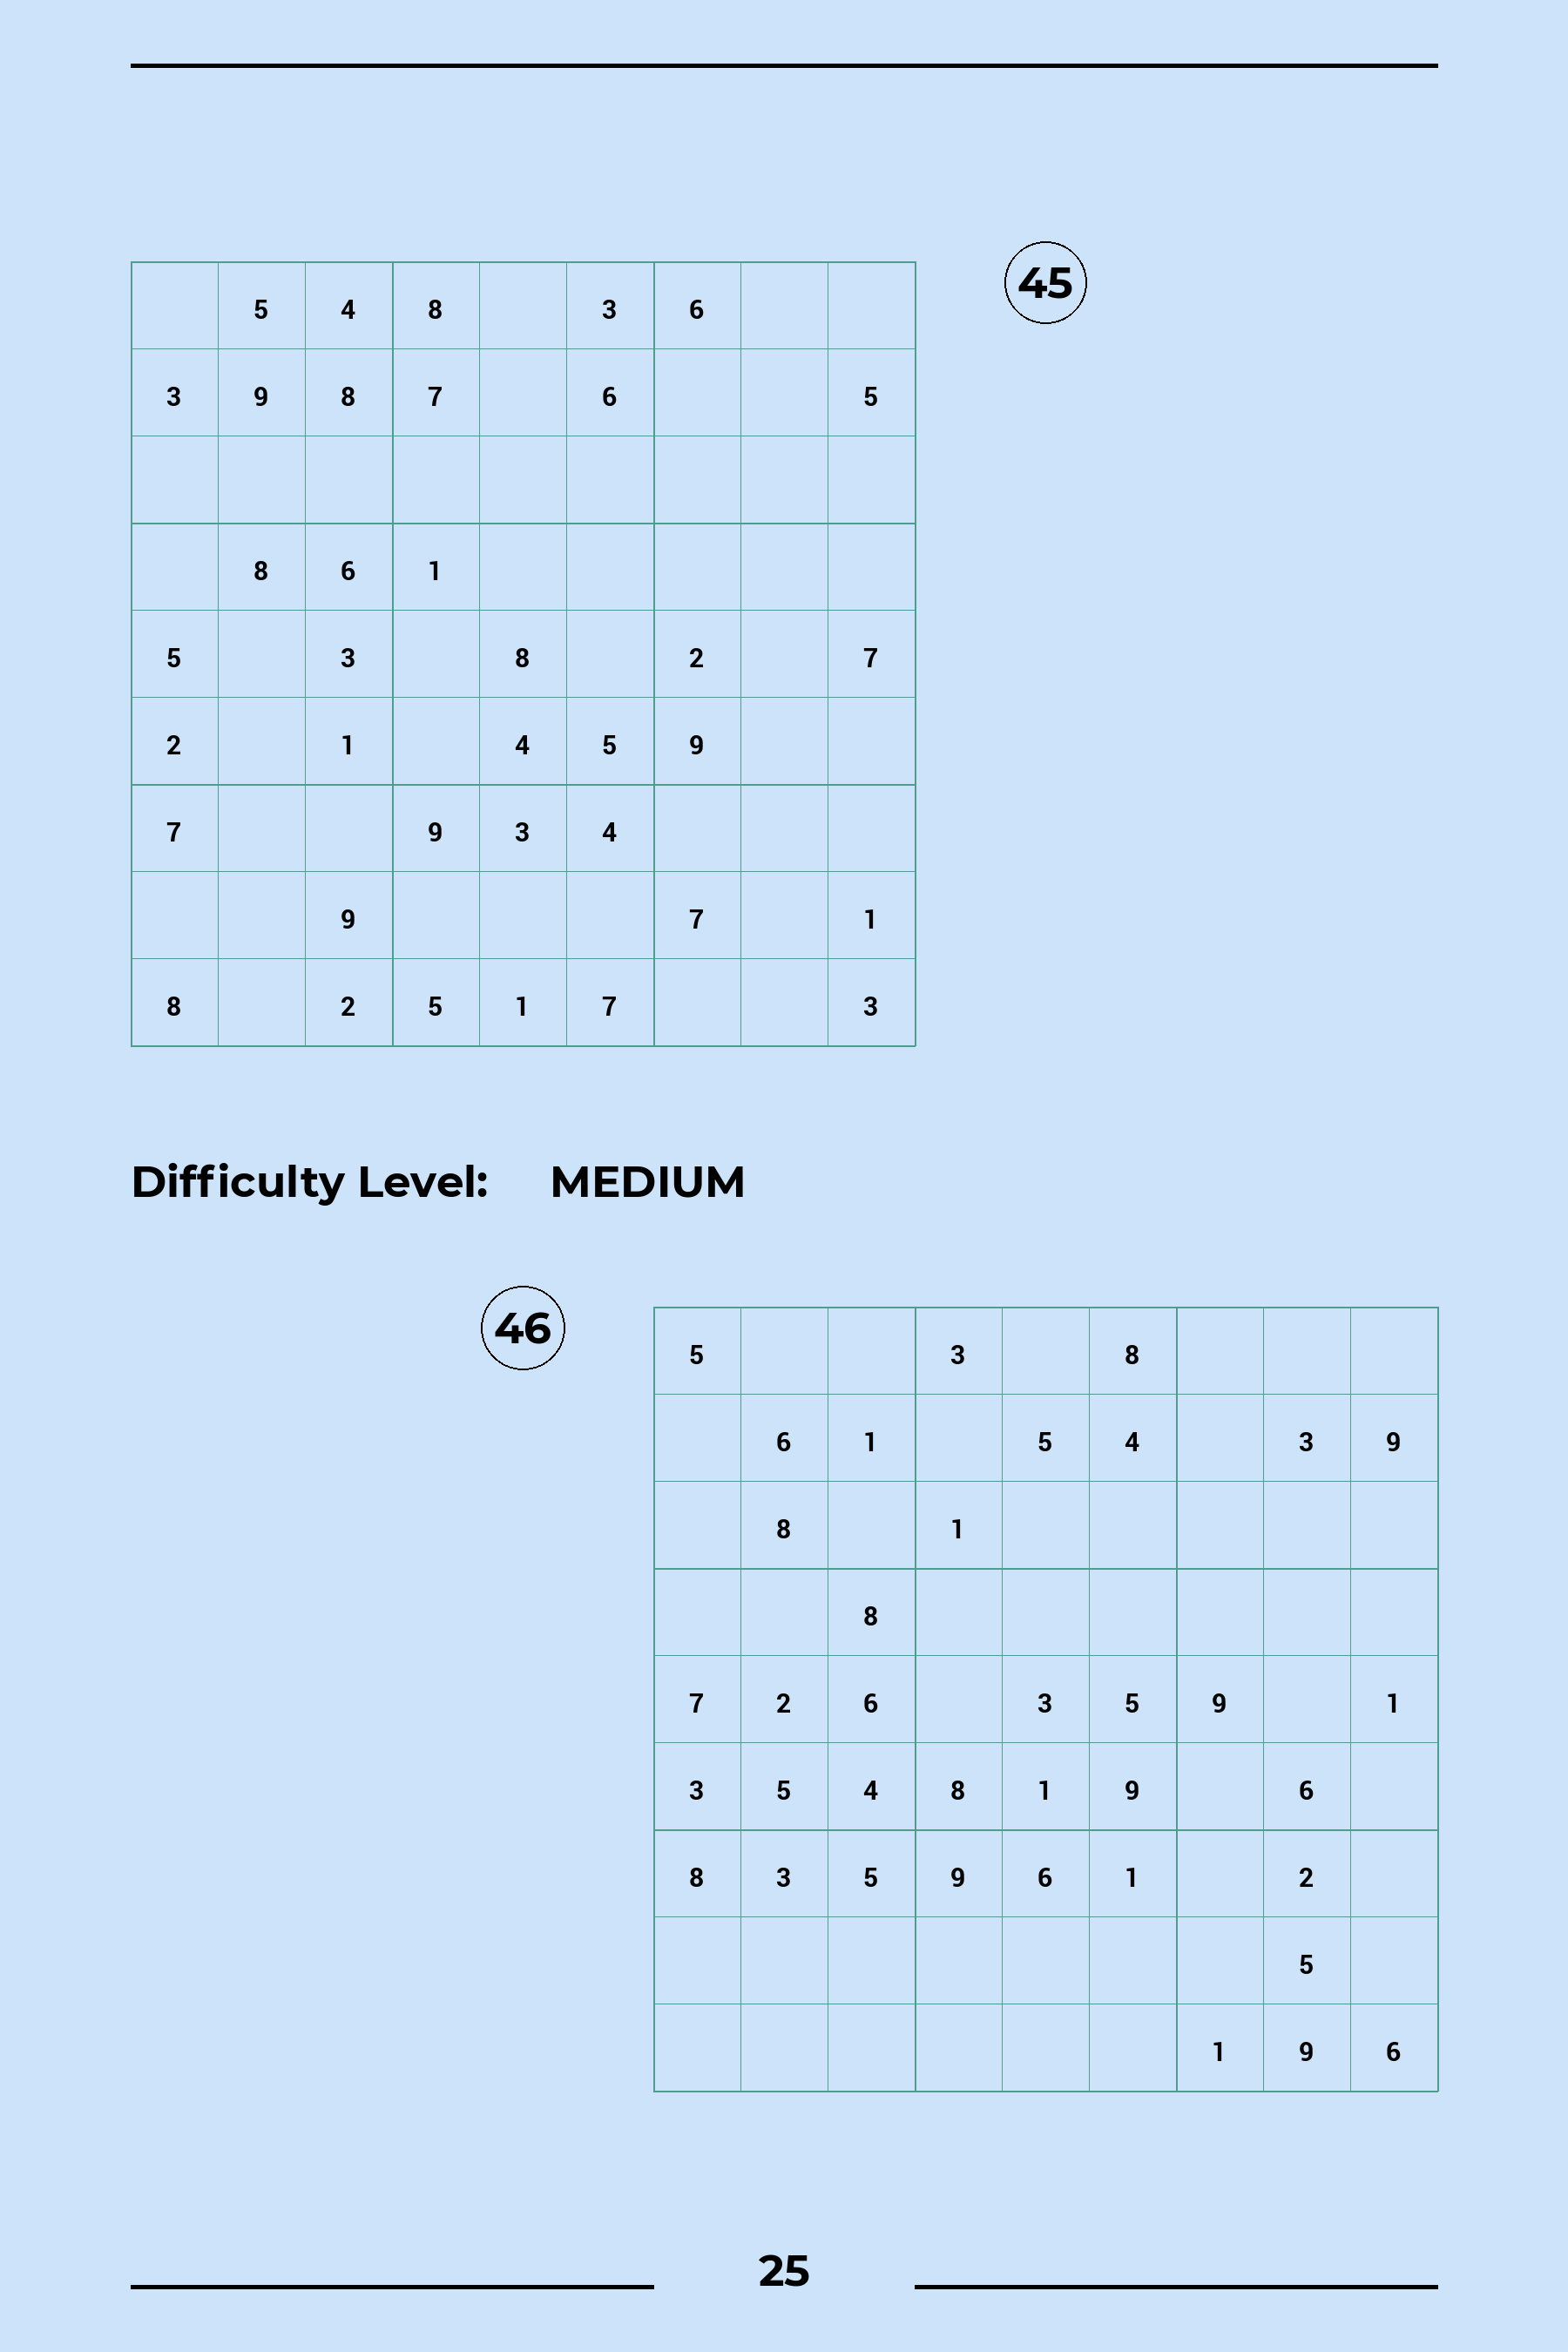 45
5 4 8 3 6
3 9 8 7 6 5
8 6 1
5 3 8 2 7
2 1 4 5 9
7 9 3 4
9 7 1
8 2 5 1 7 3
Difficulty Level: MEDIUM
46
5 3 8
6 1 5 4 3 9
8 1
8
7 2 6 3 5 9 1
3 5 4 8 1 9 6
8 3 5 9 6 1 2
5
1 9 6
25